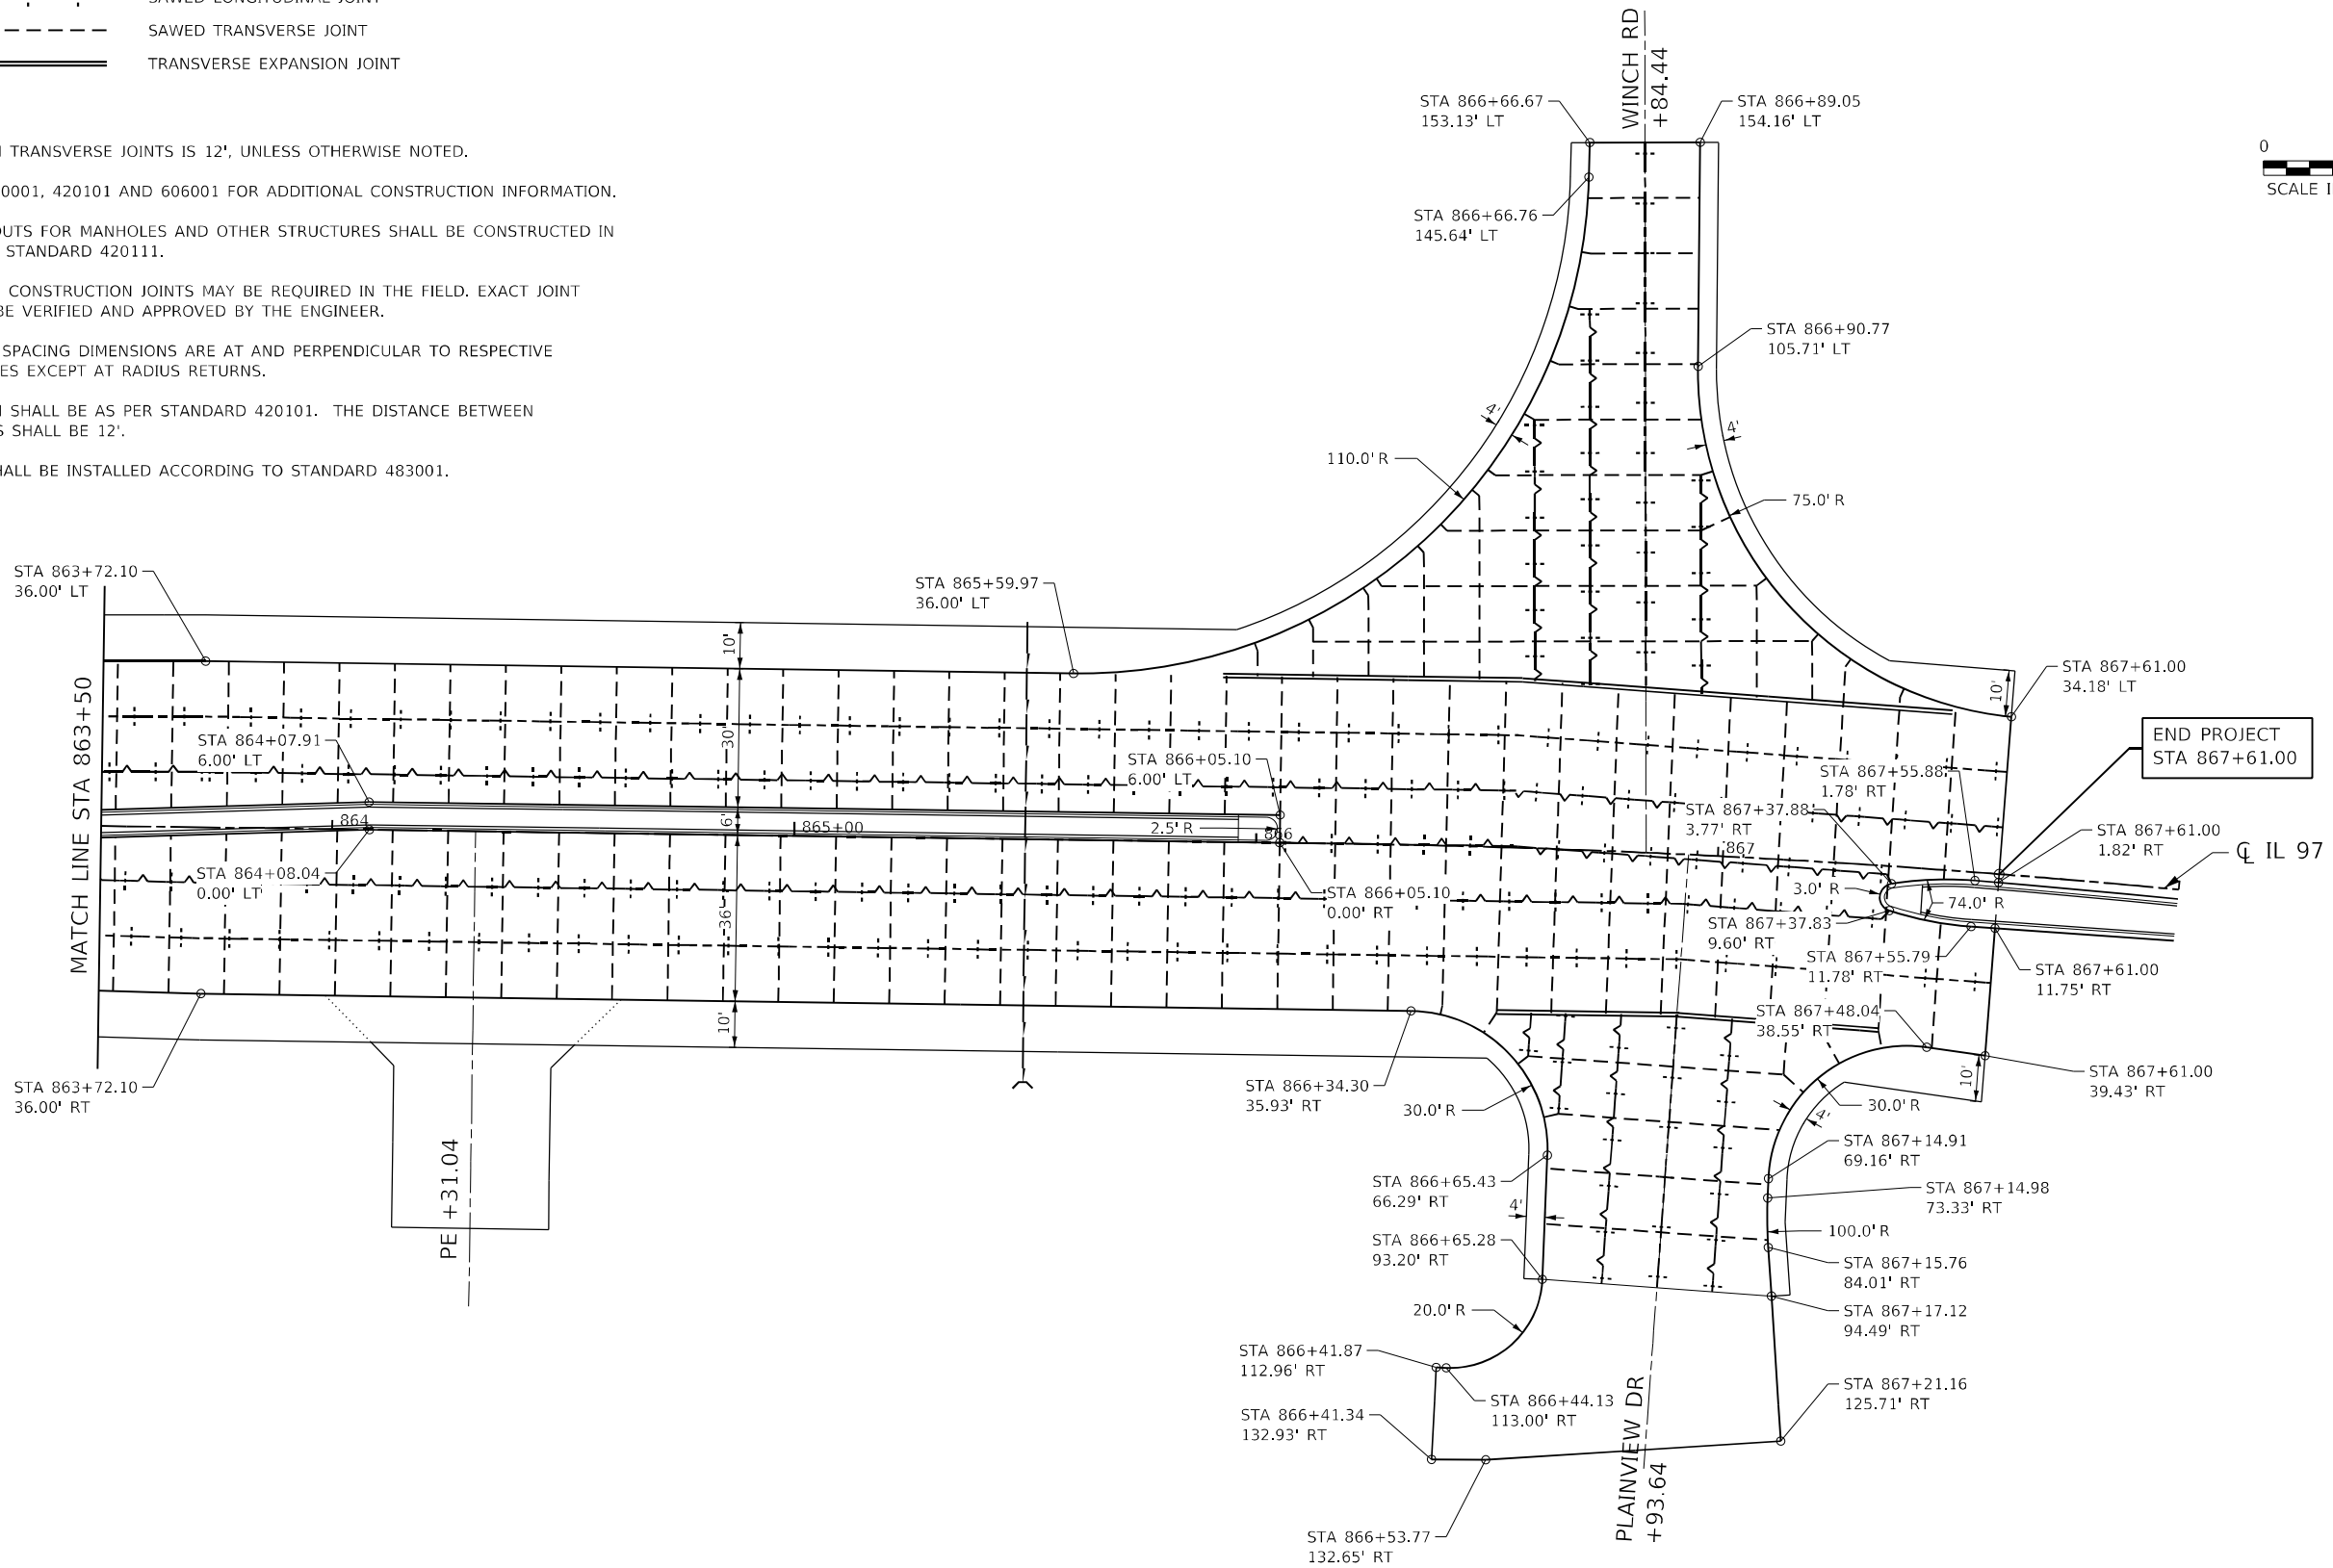 SAWED LONGITUDINAL JOINT
SAWED TRANSVERSE JOINT
TRANSVERSE EXPANSION JOINT
TRANSVERSE JOINTS IS 12', UNLESS OTHERWISE NOTED.
0001, 420101 AND 606001 FOR ADDITIONAL CONSTRUCTION INFORMATION.
OUTS FOR MANHOLES AND OTHER STRUCTURES SHALL BE CONSTRUCTED IN
STANDARD 420111.
CONSTRUCTION JOINTS MAY BE REQUIRED IN THE FIELD. EXACT JOINT
BE VERIFIED AND APPROVED BY THE ENGINEER.
SPACING DIMENSIONS ARE AT AND PERPENDICULAR TO RESPECTIVE
ES EXCEPT AT RADIUS RETURNS.
SHALL BE AS PER STANDARD 420101. THE DISTANCE BETWEEN
S SHALL BE 12'.
HALL BE INSTALLED ACCORDING TO STANDARD 483001.
WINCH RD
+84.44
STA 866+66.67
153.13' LT
STA 866+89.05
154.16' LT
0
SCALE I
STA 866+66.76
145.64' LT
STA 866+90.77
105.71' LT
4'
4'
110.0' R
75.0' R
STA 863+72.10
36.00' LT
STA 865+59.97
36.00' LT
10'
10'
STA 867+61.00
34.18' LT
MATCH LINE STA 863+50
STA 864+07.91
6.00' LT
30'
STA 866+05.10
6.00' LT
STA 867+55.88
1.78' RT
END PROJECT
STA 867+61.00
864
6'
865+00
2.5' R
866
STA 867+37.88
3.77' RT
867
STA 867+61.00
1.82' RT
℄ IL 97
STA 864+08.04
0.00' LT
36'
STA 866+05.10
0.00' RT
3.0' R
74.0' R
STA 867+37.83
9.60' RT
STA 867+55.79
11.78' RT
STA 867+61.00
11.75' RT
10'
STA 867+48.04
38.55' RT
STA 863+72.10
36.00' RT
STA 866+34.30
35.93' RT
30.0' R
30.0' R
10'
4'
STA 867+61.00
39.43' RT
PE +31.04
STA 867+14.91
69.16' RT
STA 866+65.43
66.29' RT
STA 867+14.98
73.33' RT
4'
100.0' R
STA 866+65.28
93.20' RT
STA 867+15.76
84.01' RT
20.0' R
STA 867+17.12
94.49' RT
STA 866+41.87
112.96' RT
STA 866+44.13
113.00' RT
STA 867+21.16
125.71' RT
STA 866+41.34
132.93' RT
PLAINVIEW DR
+93.64
STA 866+53.77
132.65' RT